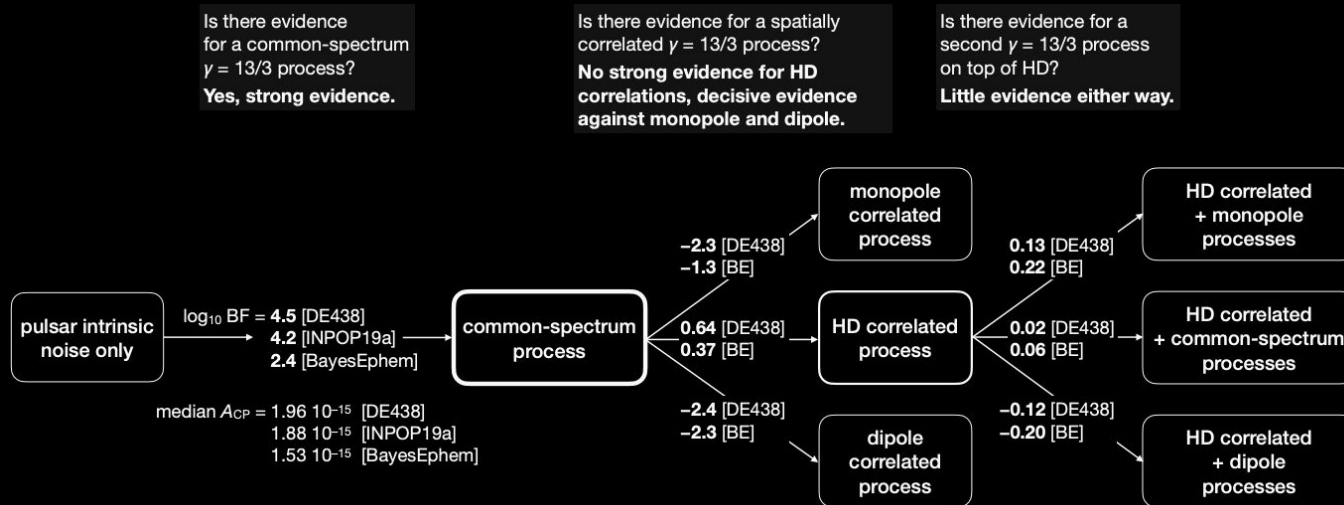 Is there evidence
for a common-spectrum
γ = 13/3 process?
Yes, strong evidence.
Is there evidence for a spatially
correlated γ = 13/3 process?
No strong evidence for HD
correlations, decisive evidence
against monopole and dipole.
Is there evidence for a
second γ = 13/3 process
on top of HD?
Little evidence either way.
pulsar intrinsic
noise only
log₁₀ BF = 4.5 [DE438]
4.2 [INPOP19a]
2.4 [BayesEphem]
median A_CP = 1.96 10⁻¹⁵ [DE438]
1.88 10⁻¹⁵ [INPOP19a]
1.53 10⁻¹⁵ [BayesEphem]
common-spectrum
process
−2.3 [DE438]
−1.3 [BE]
0.64 [DE438]
0.37 [BE]
−2.4 [DE438]
−2.3 [BE]
monopole
correlated
process
HD correlated
process
dipole
correlated
process
0.13 [DE438]
0.22 [BE]
0.02 [DE438]
0.06 [BE]
−0.12 [DE438]
−0.20 [BE]
HD correlated
+ monopole
processes
HD correlated
+ common-spectrum
processes
HD correlated
+ dipole
processes